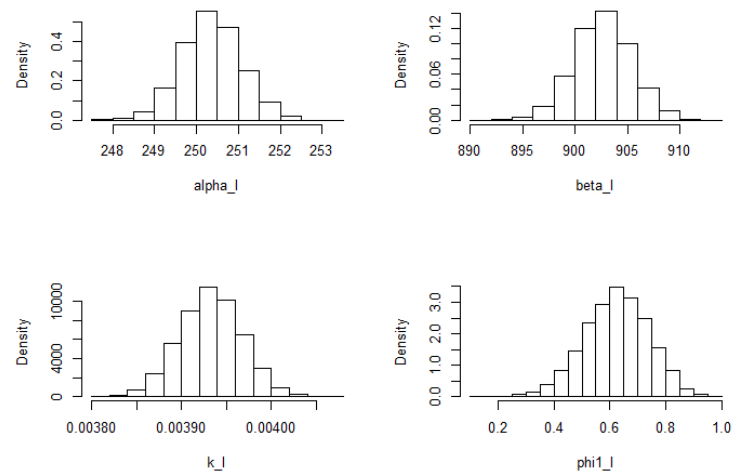 Density
0.0 0.2 0.4
248 249 250 251 252 253
alpha_l
Density
0.00 0.06 0.12
890 895 900 905 910
beta_l
Density
0 4000 10000
0.00380 0.00390 0.00400
k_l
Density
0.0 1.0 2.0 3.0
0.2 0.4 0.6 0.8 1.0
phi1_l